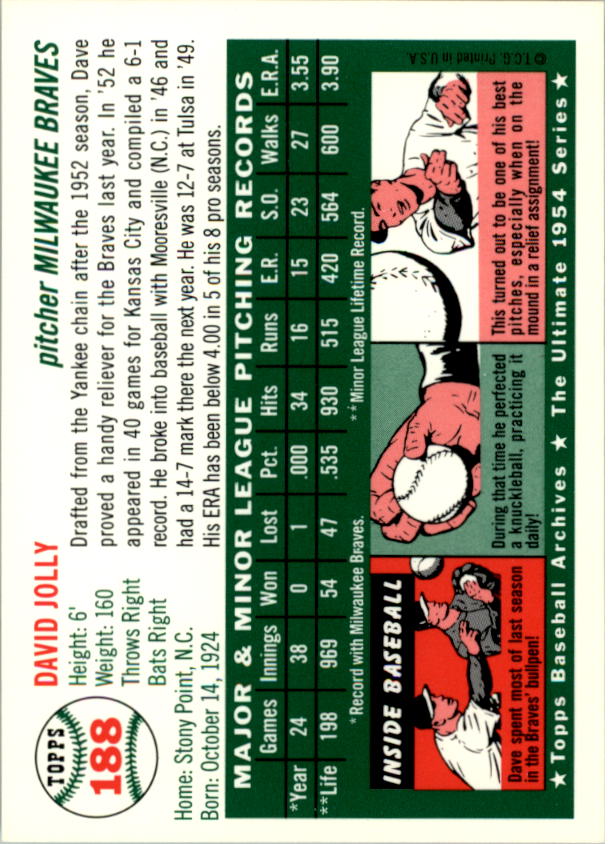 TOPPS
188
DAVID JOLLY
pitcher MILWAUKEE BRAVES
Height: 6'
Weight: 160
Throws Right
Bats Right
Home: Stony Point, N.C.
Born: October 14, 1924
Drafted from the Yankee chain after the 1952 season, Dave
proved a handy reliever for the Braves last year. In '52 he
appeared in 40 games for Kansas City and compiled a 6-1
record. He broke into baseball with Mooresville (N.C.) in '46 and
had a 14-7 mark there the next year. He was 12-7 at Tulsa in '49.
His ERA has been below 4.00 in 5 of his 8 pro seasons.
MAJOR & MINOR LEAGUE PITCHING RECORDS
Games Innings Won Lost Pct. Hits Runs E.R. S.O. Walks E.R.A.
*Year 24 38 0 1 .000 34 16 15 23 27 3.55
**Life 198 969 54 47 .535 930 515 420 564 600 3.90
*Record with Milwaukee Braves. **Minor League Lifetime Record.
INSIDE BASEBALL
Dave spent most of last season
in the Braves' bullpen!
During that time he perfected
a knuckleball, practicing it
daily!
This turned out to be one of his best
pitches, especially when on the
mound in a relief assignment!
© T.C.G. Printed in U.S.A.
★ Topps Baseball Archives ★ The Ultimate 1954 Series ★